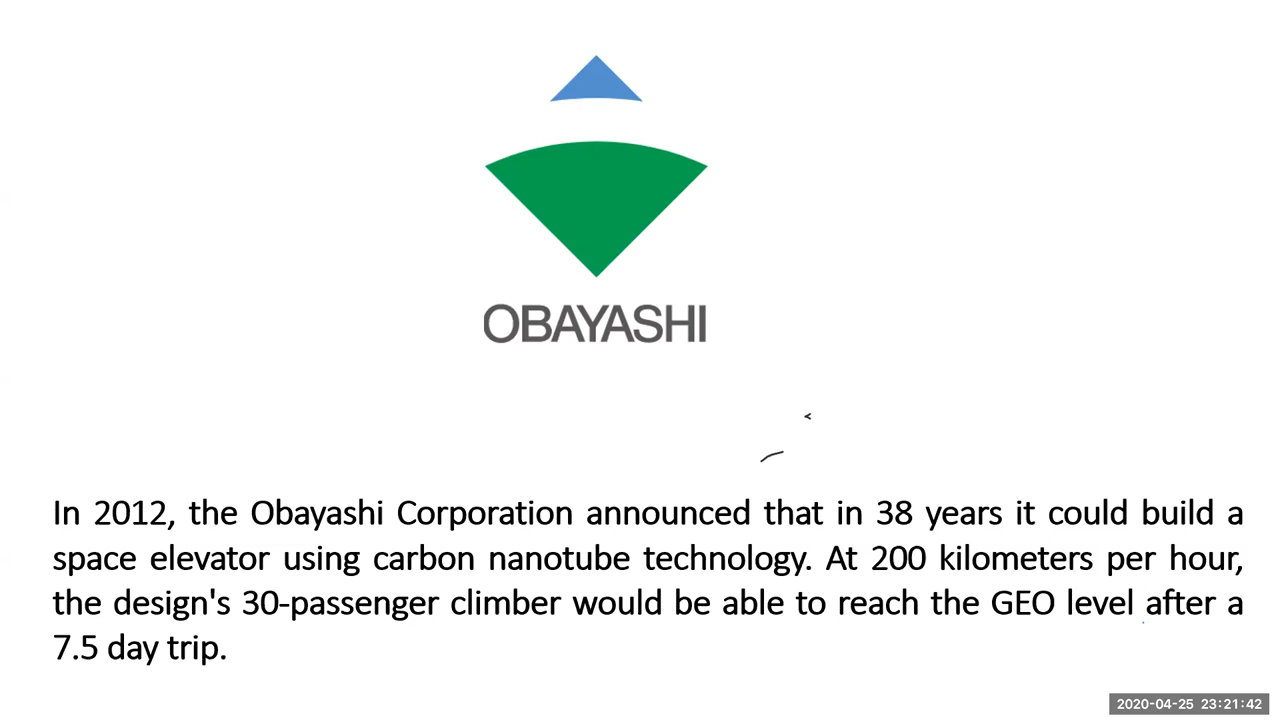 OBAYASHI
In 2012, the Obayashi Corporation announced that in 38 years it could build a
space elevator using carbon nanotube technology. At 200 kilometers per hour,
the design's 30-passenger climber would be able to reach the GEO level after a
7.5 day trip.
2020-04-25 23:21:42